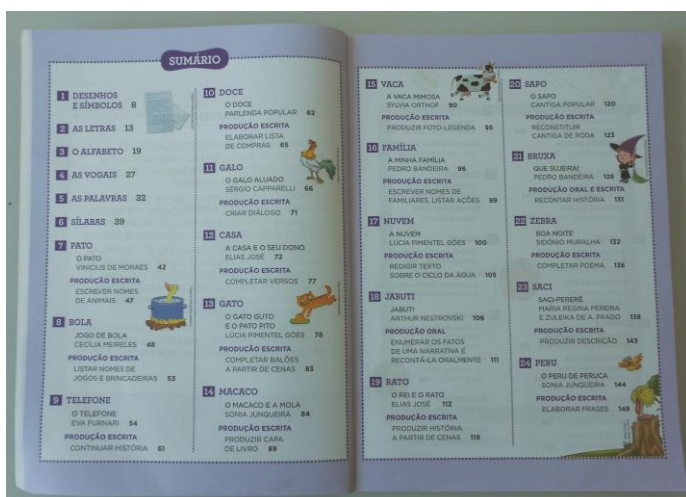 SUMÁRIO
1 DESENHOS
E SÍMBOLOS 8
2 AS LETRAS 13
3 O ALFABETO 19
4 AS VOGAIS 27
5 AS PALAVRAS 32
6 SÍLABAS 39
7 PATO
O PATO
VINICIUS DE MORAES 42
PRODUÇÃO ESCRITA
ESCREVER NOMES
DE ANIMAIS 47
8 BOLA
JOGO DE BOLA
CECÍLIA MEIRELES 48
PRODUÇÃO ESCRITA
LISTAR NOMES DE
JOGOS E BRINCADEIRAS 53
9 TELEFONE
O TELEFONE
EVA FURNARI 54
PRODUÇÃO ESCRITA
CONTINUAR HISTÓRIA 61
10 DOCE
O DOCE
PARLENDA POPULAR 62
PRODUÇÃO ESCRITA
ELABORAR LISTA
DE COMPRAS 65
11 GALO
O GALO ALUADO
SÉRGIO CAPPARELLI 66
PRODUÇÃO ESCRITA
CRIAR DIÁLOGO 71
12 CASA
A CASA E O SEU DONO
ELIAS JOSÉ 72
PRODUÇÃO ESCRITA
COMPLETAR VERSOS 77
13 GATO
O GATO GUTO
E O PATO PITO
LÚCIA PIMENTEL GÓES 78
PRODUÇÃO ESCRITA
COMPLETAR BALÕES
A PARTIR DE CENAS 83
14 MACACO
O MACACO E A MOLA
SONIA JUNQUEIRA 84
PRODUÇÃO ESCRITA
PRODUZIR CAPA
DE LIVRO 89
15 VACA
A VACA MIMOSA
SYLVIA ORTHOF 90
PRODUÇÃO ESCRITA
PRODUZIR FOTO-LEGENDA 95
16 FAMÍLIA
A MINHA FAMÍLIA
PEDRO BANDEIRA 96
PRODUÇÃO ESCRITA
ESCREVER NOMES DE
FAMILIARES, LISTAR AÇÕES 99
17 NUVEM
A NUVEM
LÚCIA PIMENTEL GÓES 100
PRODUÇÃO ESCRITA
REDIGIR TEXTO
SOBRE O CICLO DA ÁGUA 105
18 JABUTI
JABUTI
ARTHUR NESTROVSKI 106
PRODUÇÃO ORAL
ENUMERAR OS FATOS
DE UMA NARRATIVA E
RECONTÁ-LA ORALMENTE 111
19 RATO
O REI E O RATO
ELIAS JOSÉ 112
PRODUÇÃO ESCRITA
PRODUZIR HISTÓRIA
A PARTIR DE CENAS 119
20 SAPO
O SAPO
CANTIGA POPULAR 120
PRODUÇÃO ESCRITA
RECONSTITUIR
CANTIGA DE RODA 123
21 BRUXA
QUE SUJEIRA!
PEDRO BANDEIRA 126
PRODUÇÃO ORAL E ESCRITA
RECONTAR HISTÓRIA 131
22 ZEBRA
BOA NOITE
SIDÓNIO MURALHA 132
PRODUÇÃO ESCRITA
COMPLETAR POEMA 136
23 SACI
SACI-PERERÊ
MARIA REGINA PEREIRA
E ZULEIKA DE A. PRADO 138
PRODUÇÃO ESCRITA
PRODUZIR DESCRIÇÃO 143
24 PERU
O PERU DE PERUCA
SONIA JUNQUEIRA 144
PRODUÇÃO ESCRITA
ELABORAR FRASES 149